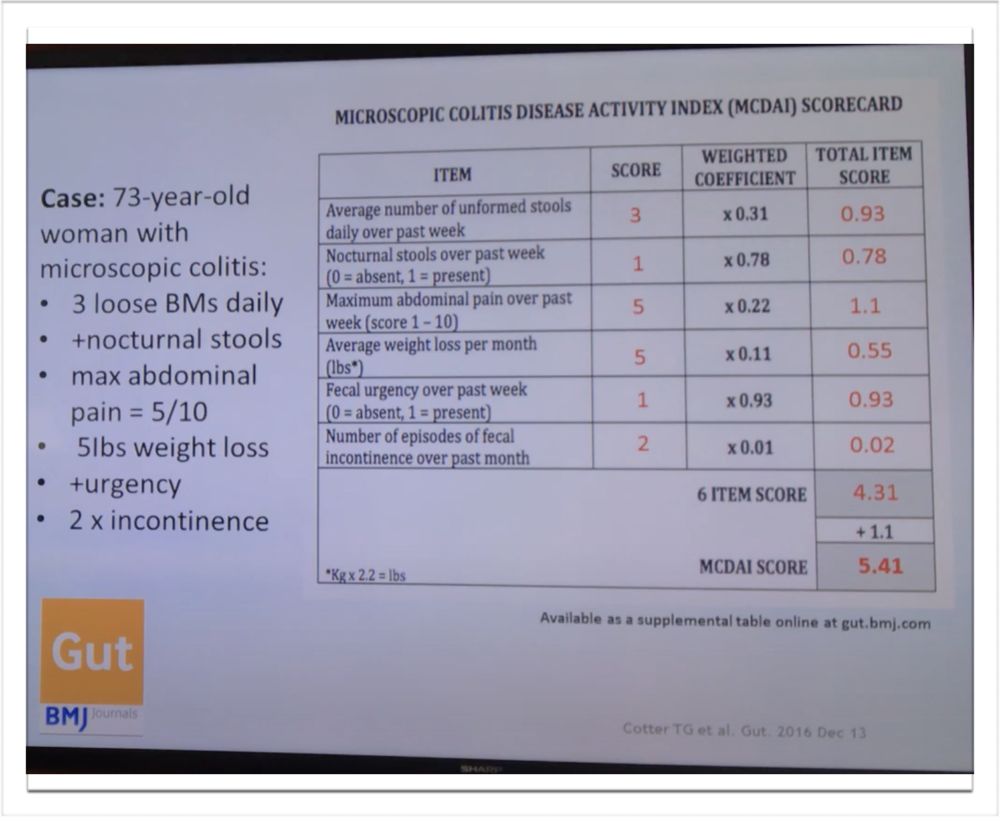 MICROSCOPIC COLITIS DISEASE ACTIVITY INDEX (MCDAI) SCORECARD
Case: 73-year-old
woman with
microscopic colitis:
• 3 loose BMs daily
• +nocturnal stools
• max abdominal
pain = 5/10
• 5lbs weight loss
• +urgency
• 2 x incontinence
ITEM SCORE WEIGHTED COEFFICIENT TOTAL ITEM SCORE
Average number of unformed stools
daily over past week
3 x 0.31 0.93
Nocturnal stools over past week
(0 = absent, 1 = present)
1 x 0.78 0.78
Maximum abdominal pain over past
week (score 1 – 10)
5 x 0.22 1.1
Average weight loss per month
(lbs*)
5 x 0.11 0.55
Fecal urgency over past week
(0 = absent, 1 = present)
1 x 0.93 0.93
Number of episodes of fecal
incontinence over past month
2 x 0.01 0.02
6 ITEM SCORE 4.31
+ 1.1
MCDAI SCORE 5.41
*Kg x 2.2 = lbs
Available as a supplemental table online at gut.bmj.com
Gut
BMJ Journals
Cotter TG et al. Gut. 2016 Dec 13
SHARP